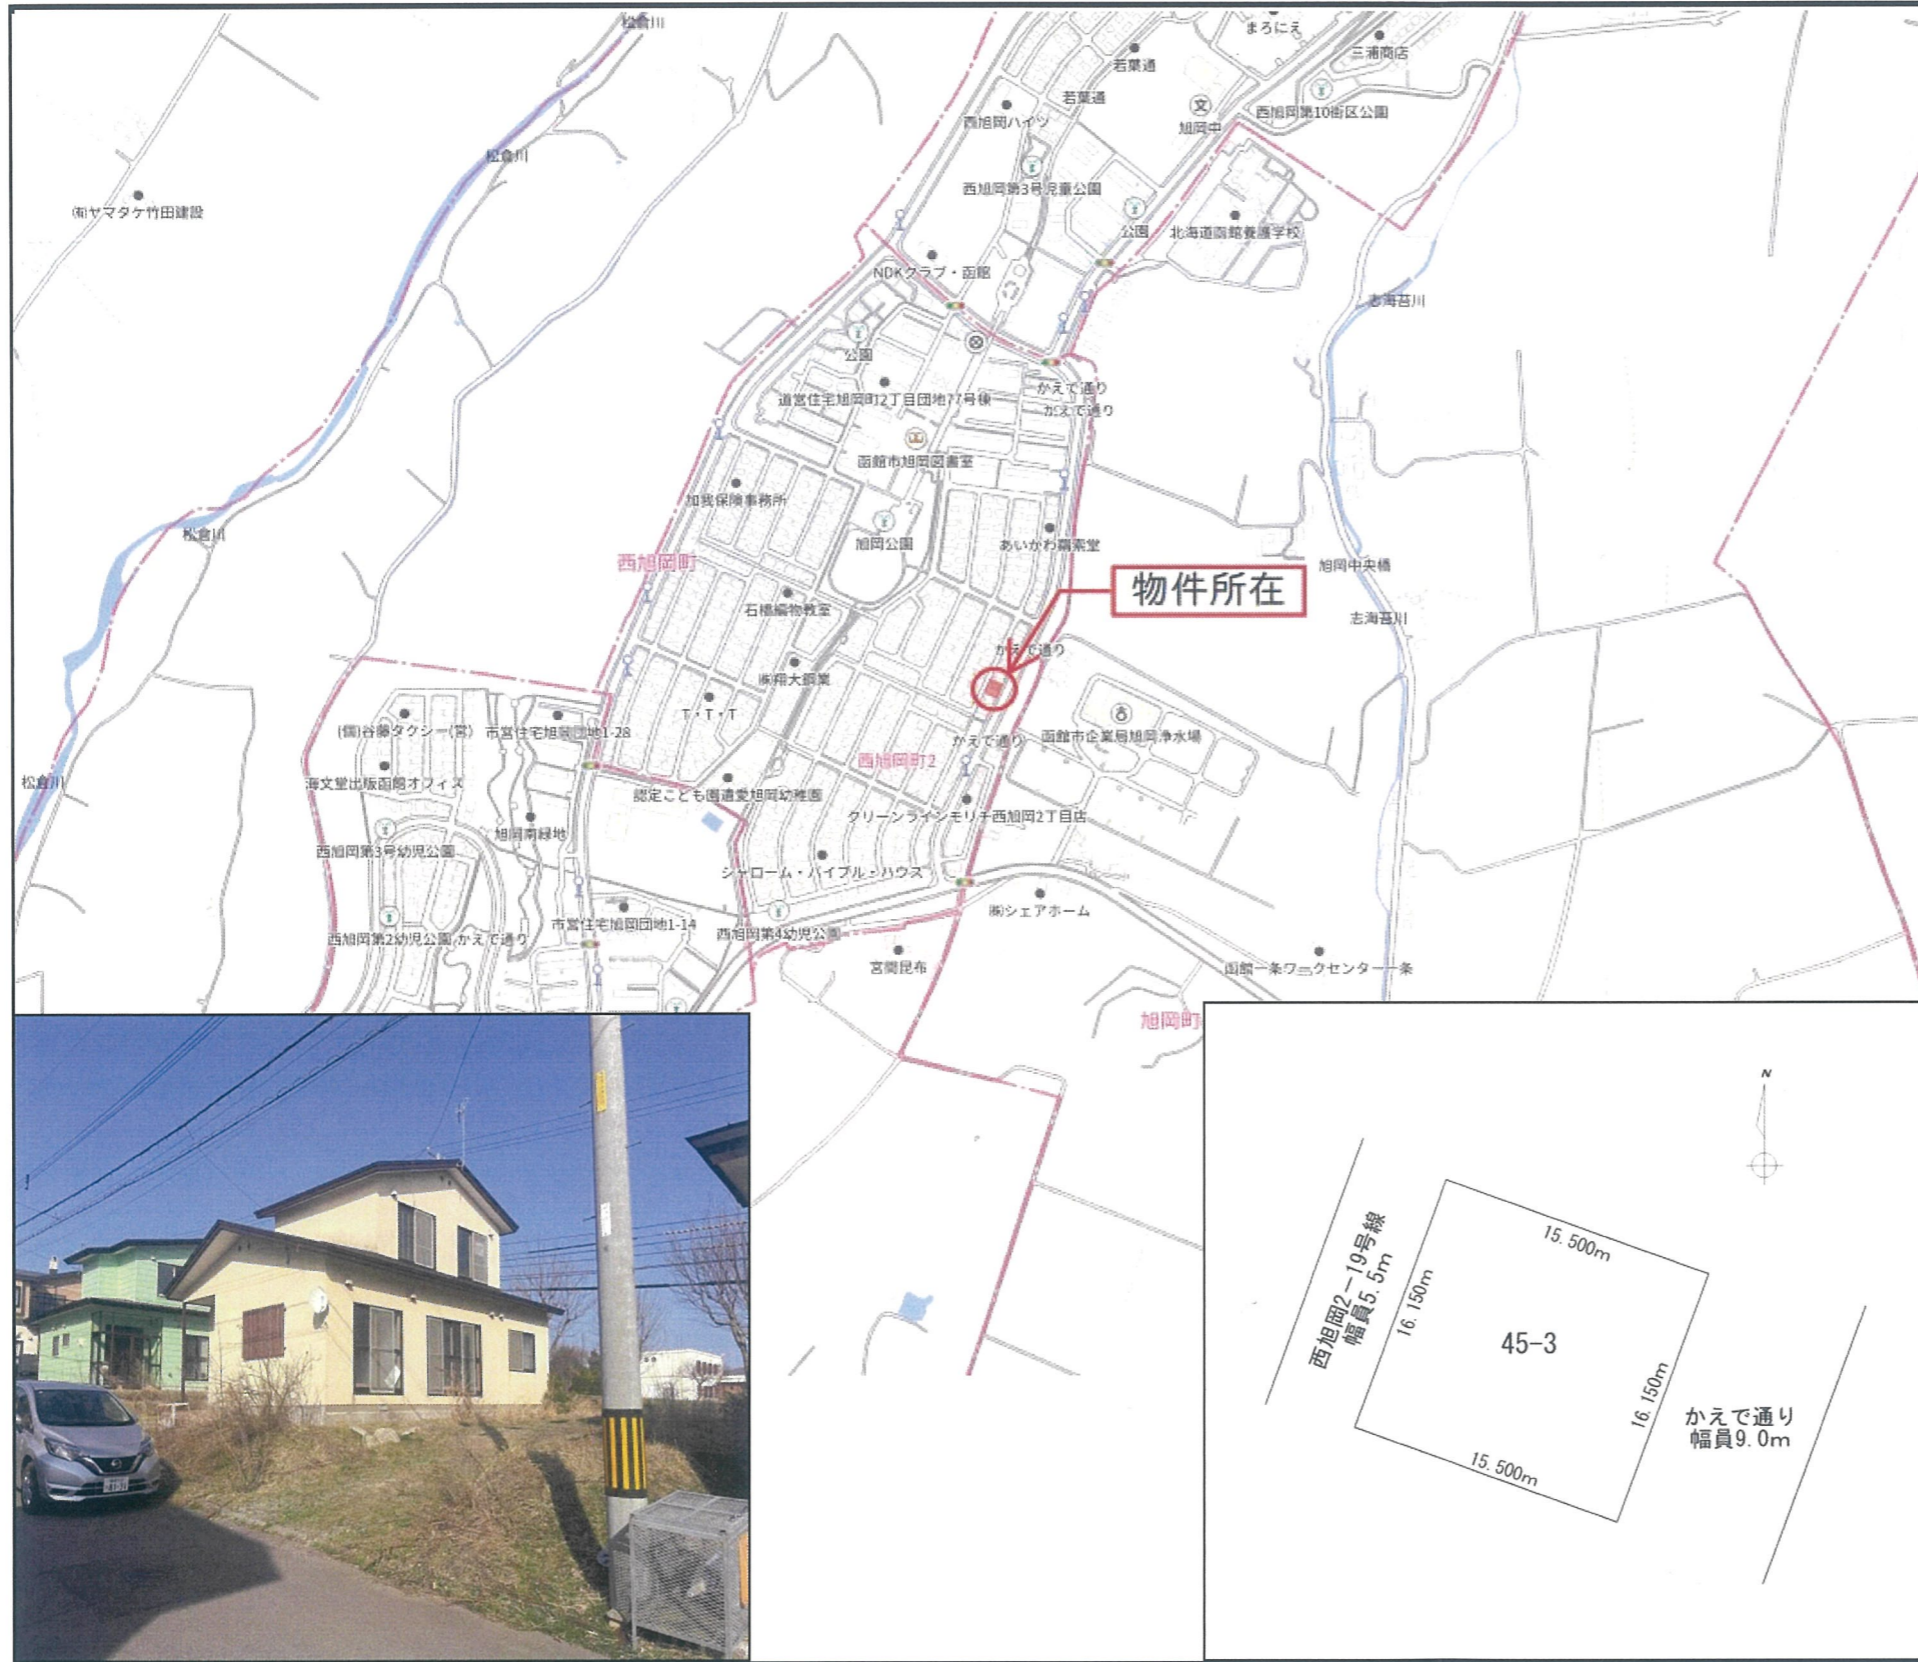 松倉川
まろにえ
三浦商店
若葉通
若葉通
西旭岡ハイツ
文
旭岡中
西旭岡第10街区公園
松倉川
西旭岡第3号児童公園
㈲ヤマタケ竹田建設
公園
北海道函館養護学校
NDKクラブ・函館
志海苔川
公園
かえで通り
道営住宅旭岡町2丁目団地77号棟
かえで通り
函館市旭岡図書室
加我保険事務所
松倉川
旭岡公園
西旭岡町
旭岡中央橋
物件所在
石橋編物教室
志海苔川
かえで通り
㈱翔大鋼業
T・T・T
(個)谷藤タクシー(営)
市営住宅旭岡団地1-28
かえで通り
函館市企業局旭岡浄水場
西旭岡町2
松倉川
海文堂出版函館オフィス
認定こども園遺愛旭岡幼稚園
グリーンラインモリチ西旭岡2丁目店
旭岡南緑地
西旭岡第3号幼児公園
シャローム・バイブル・ハウス
㈱シェアホーム
市営住宅旭岡団地1-14
西旭岡第4幼児公園
西旭岡第2幼児公園
かえで通り
宮間昆布
函館一条ワークセンター一条
旭岡町
N
15.500m
西旭岡2-19号線
幅員5.5m
16.150m
45-3
16.150m
かえで通り
幅員9.0m
15.500m